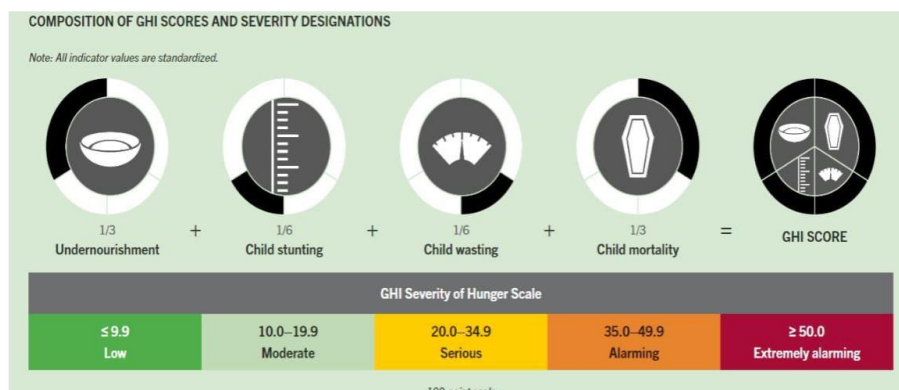 COMPOSITION OF GHI SCORES AND SEVERITY DESIGNATIONS
Note: All indicator values are standardized.
1/3 + 1/6 + 1/6 + 1/3 = GHI SCORE
Undernourishment Child stunting Child wasting Child mortality
GHI Severity of Hunger Scale
≤ 9.9 10.0–19.9 20.0–34.9 35.0–49.9 ≥ 50.0
Low Moderate Serious Alarming Extremely alarming